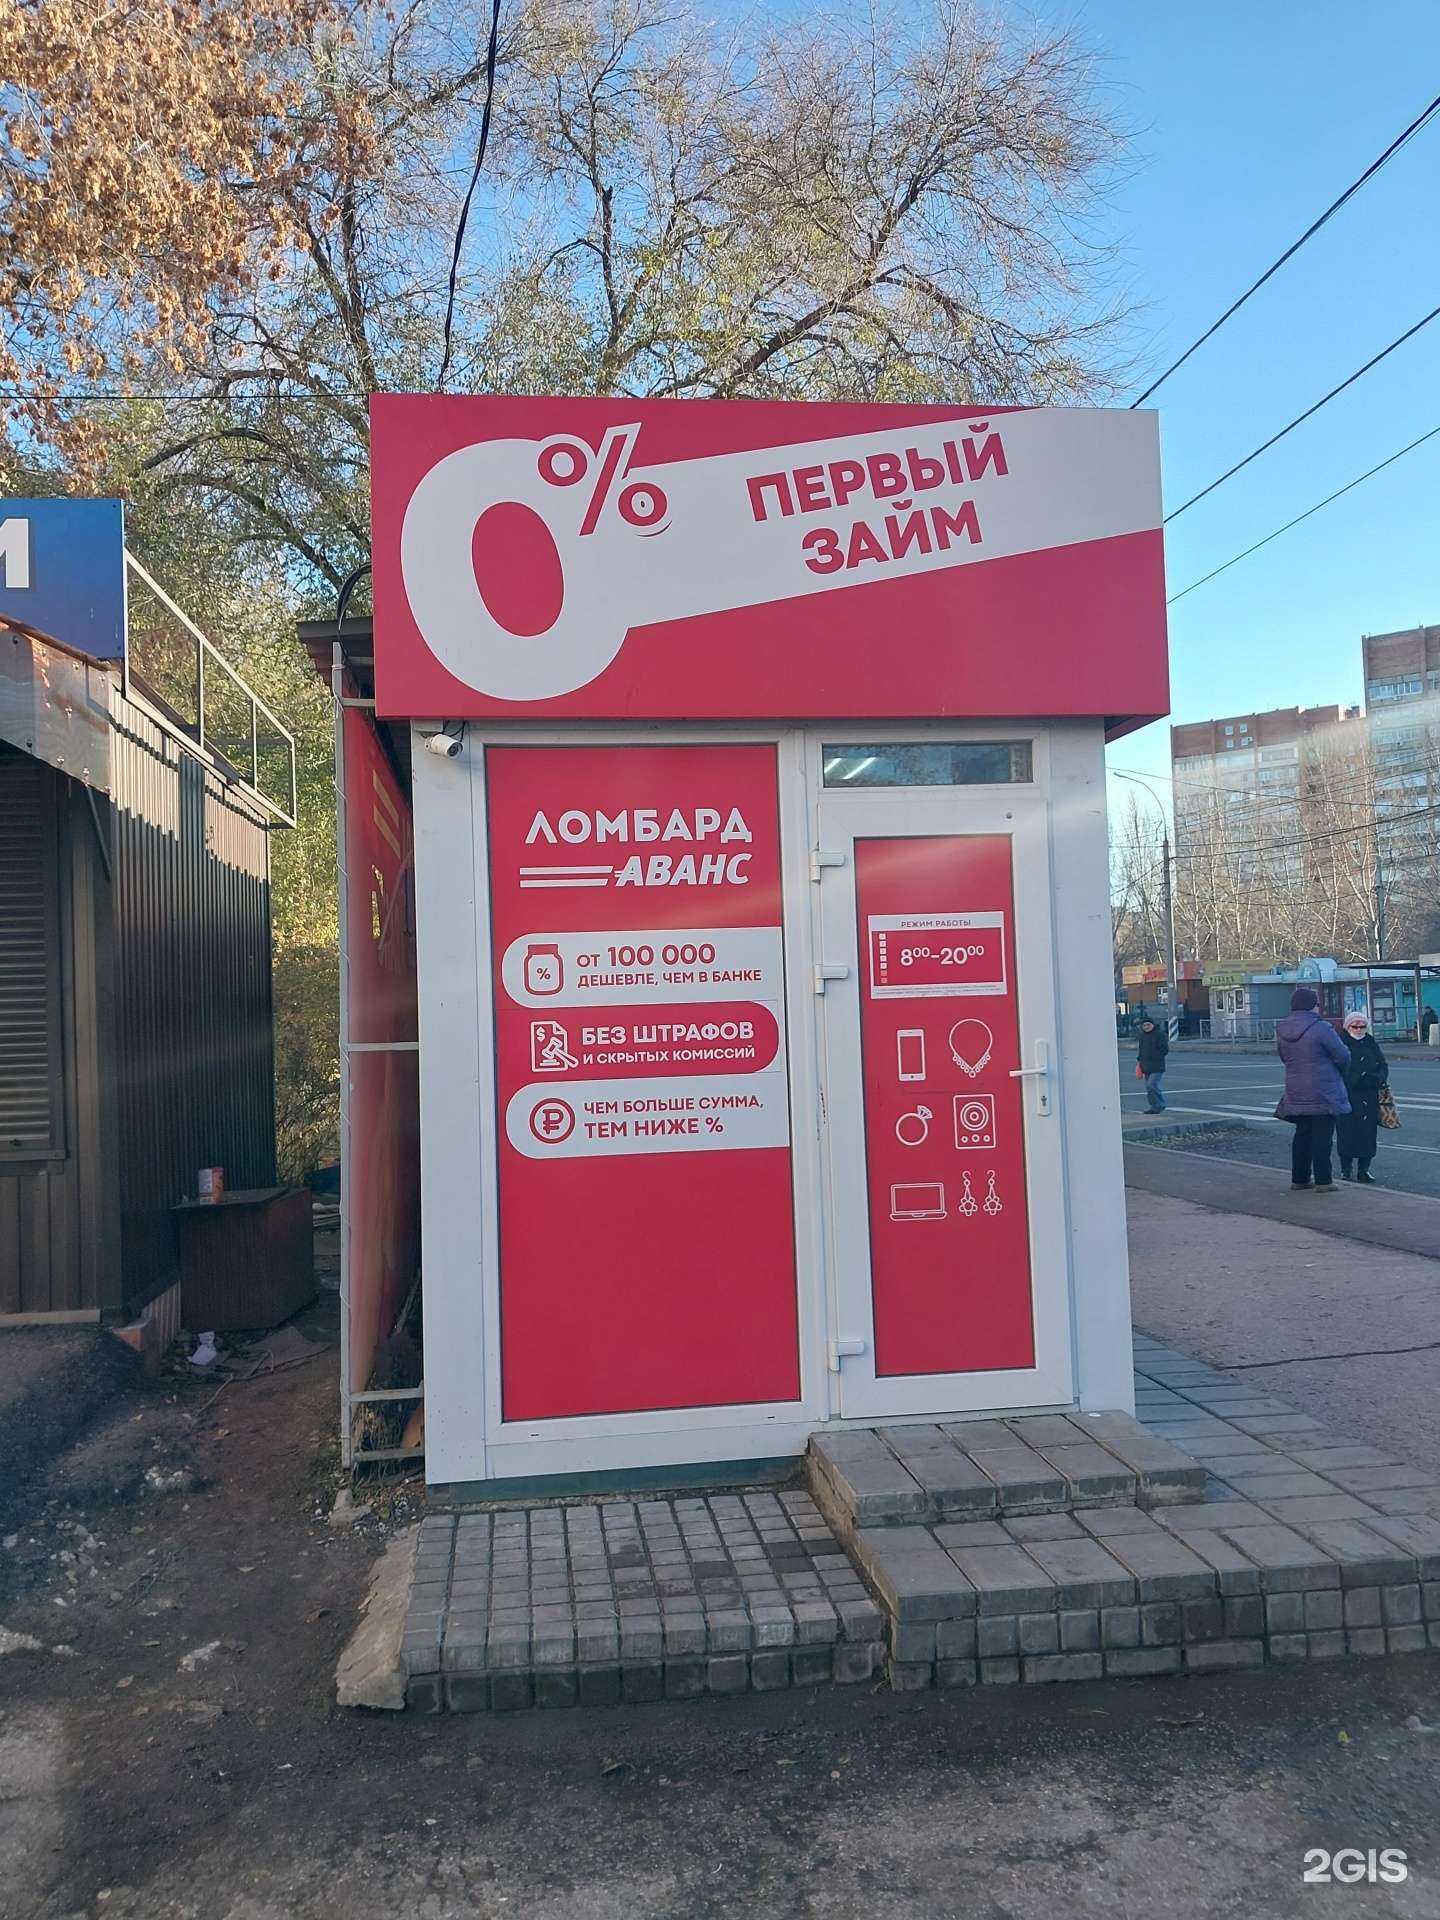 0%
ПЕРВЫЙ
ЗАЙМ
ЛОМБАРД
АВАНС
%
ОТ 100 000
ДЕШЕВЛЕ, ЧЕМ В БАНКЕ
$
БЕЗ ШТРАФОВ
И СКРЫТЫХ КОМИССИЙ
₽
ЧЕМ БОЛЬШЕ СУММА,
ТЕМ НИЖЕ %
РЕЖИМ РАБОТЫ
8⁰⁰-20⁰⁰
2GIS